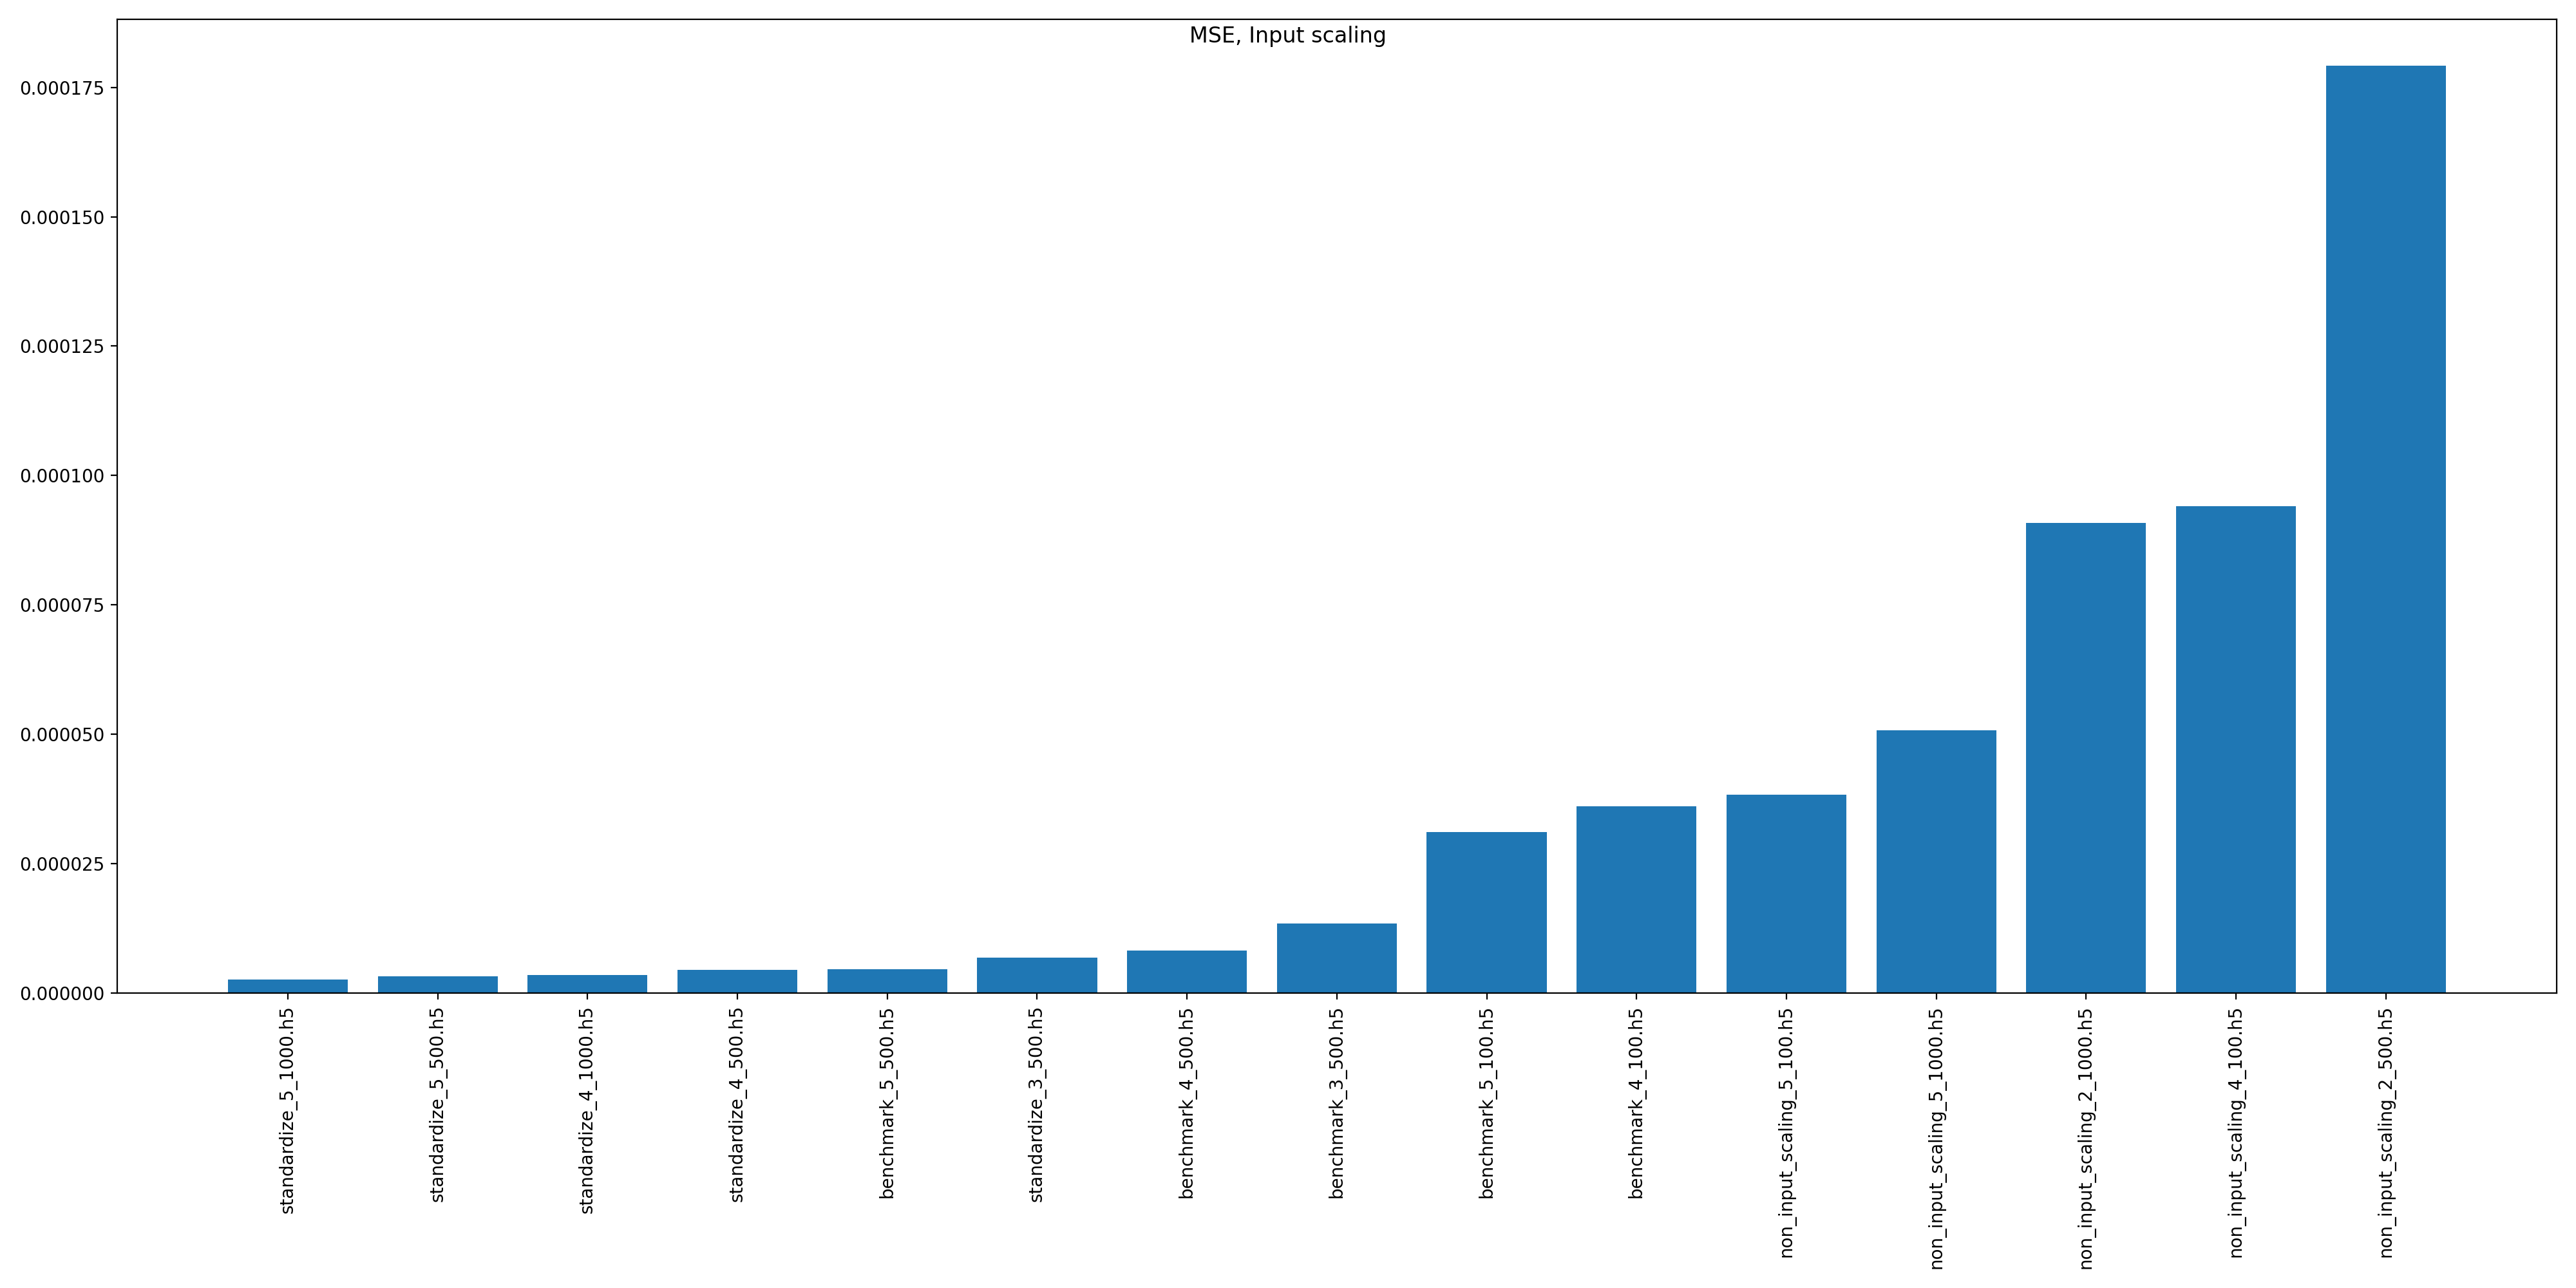 MSE, Input scaling
0.000175
0.000150
0.000125
0.000100
0.000075
0.000050
0.000025
0.000000
standardize_5_1000.h5
standardize_5_500.h5
standardize_4_1000.h5
standardize_4_500.h5
benchmark_5_500.h5
standardize_3_500.h5
benchmark_4_500.h5
benchmark_3_500.h5
benchmark_5_100.h5
benchmark_4_100.h5
non_input_scaling_5_100.h5
non_input_scaling_5_1000.h5
non_input_scaling_2_1000.h5
non_input_scaling_4_100.h5
non_input_scaling_2_500.h5